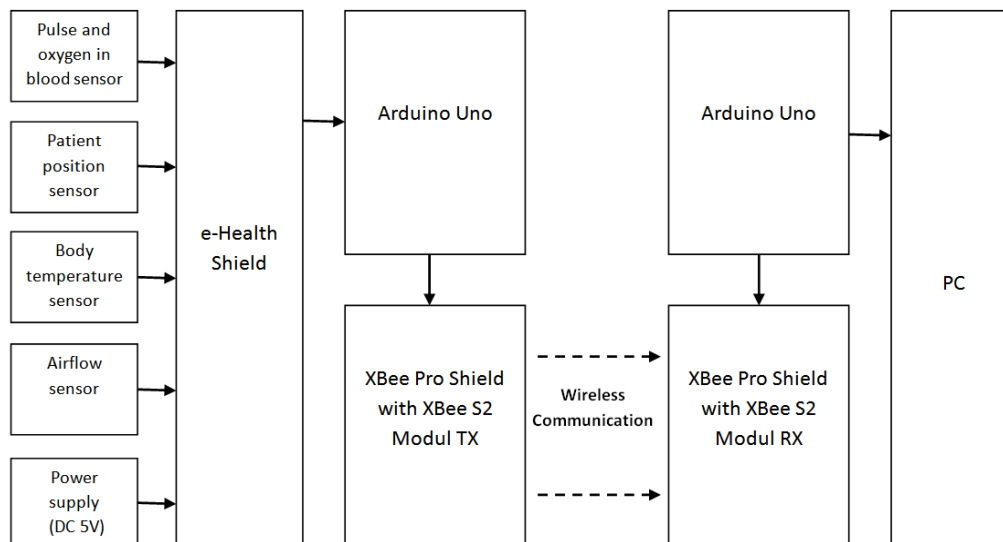 Pulse and
oxygen in
blood sensor
Patient
position
sensor
Body
temperature
sensor
Airflow
sensor
Power
supply
(DC 5V)
e-Health
Shield
Arduino Uno
XBee Pro Shield
with XBee S2
Modul TX
Wireless
Communication
Arduino Uno
XBee Pro Shield
with XBee S2
Modul RX
PC